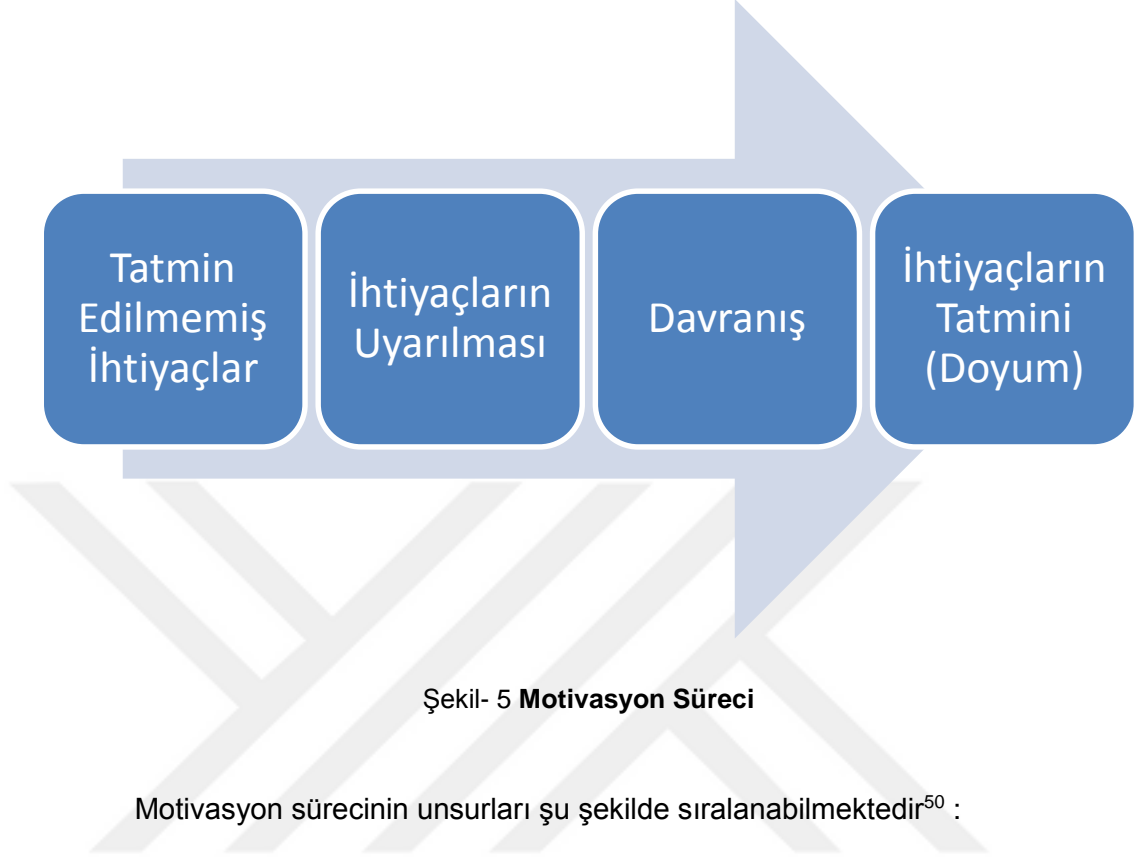 Tatmin
Edilmemiş
İhtiyaçlar
İhtiyaçların
Uyarılması
Davranış
İhtiyaçların
Tatmini
(Doyum)
Şekil- 5 Motivasyon Süreci
Motivasyon sürecinin unsurları şu şekilde sıralanabilmektedir⁵⁰ :